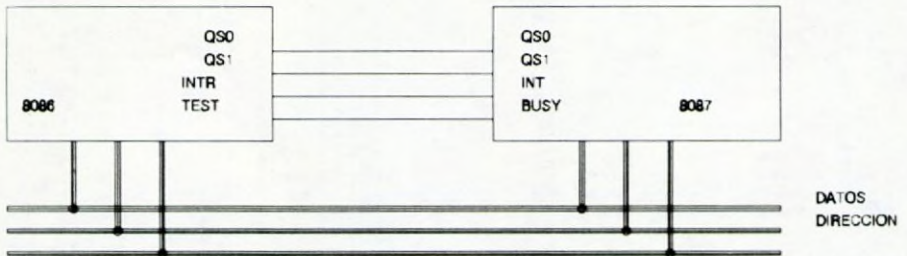 QS0
QS1
INTR
8086 TEST
QS0
QS1
INT
BUSY 8087
DATOS
DIRECCION